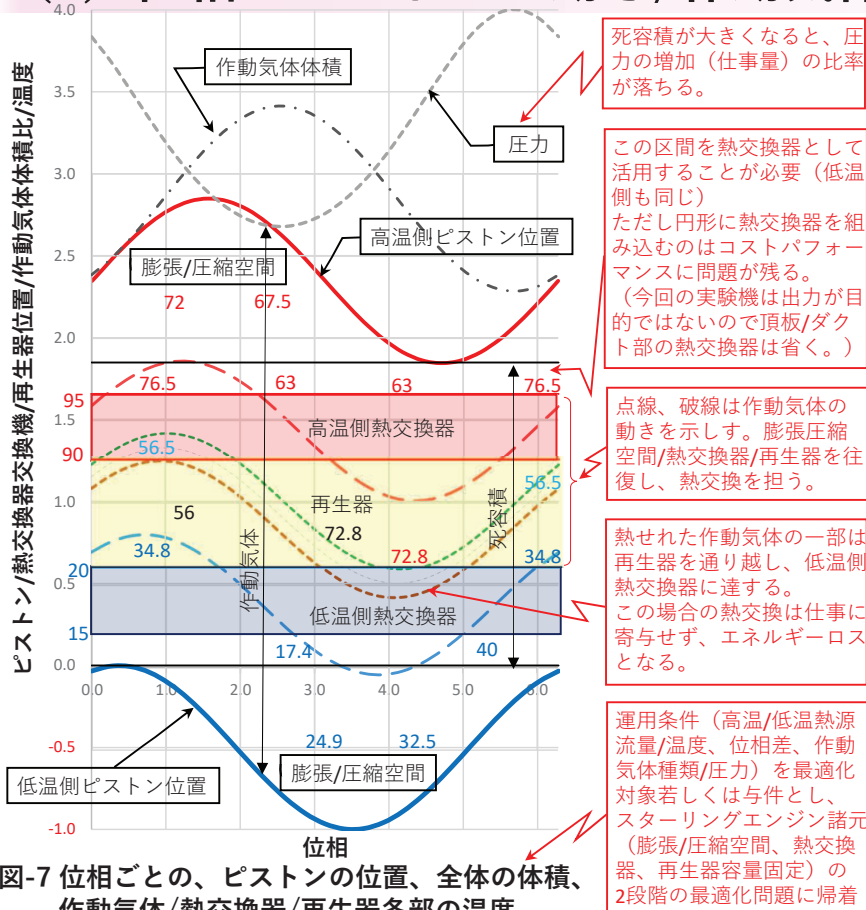 4.0
3.5
3.0
2.5
2.0
1.5
1.0
0.5
0.0
-0.5
-1.0
ピストン/熱交換器交換機/再生器位置/作動気体体積比/温度
作動気体体積
圧力
高温側ピストン位置
膨張/圧縮空間
72
67.5
95
90
20
15
76.5
63
63
76.5
高温側熱交換器
56.5
56.5
再生器
56
72.8
72.8
34.8
34.8
作動気体
死容積
低温側熱交換器
17.4
40
0.0
1.0
2.0
3.0
4.0
5.0
6.0
24.9
32.5
低温側ピストン位置
膨張/圧縮空間
位相
図-7 位相ごとの、ピストンの位置、全体の体積、
作動気体/熱交換器/再生器各部の温度
死容積が大きくなると、圧
力の増加（仕事量）の比率
が落ちる。
この区間を熱交換器として
活用することが必要（低温
側も同じ）
ただし円形に熱交換器を組
み込むのはコストパフォー
マンスに問題が残る。
（今回の実験機は出力が目
的ではないので頂板/ダク
ト部の熱交換器は省く。）
点線、破線は作動気体の
動きを示しす。膨張圧縮
空間/熱交換器/再生器を往
復し、熱交換を担う。
熱せれた作動気体の一部は
再生器を通り越し、低温側
熱交換器に達する。
この場合の熱交換は仕事に
寄与せず、エネルギーロス
となる。
運用条件（高温/低温熱源
流量/温度、位相差、作動
気体種類/圧力）を最適化
対象若しくは与件とし、
スターリングエンジン諸元
（膨張/圧縮空間、熱交換
器、再生器容量固定）の
2段階の最適化問題に帰着